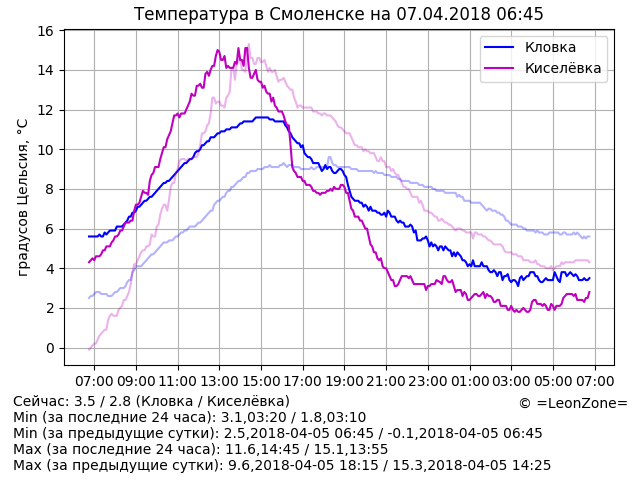 Температура в Смоленске на 07.04.2018 06:45
Кловка
Киселёвка
градусов Цельсия, °C
16
14
12
10
8
6
4
2
0
07:00 09:00 11:00 13:00 15:00 17:00 19:00 21:00 23:00 01:00 03:00 05:00 07:00
Сейчас: 3.5 / 2.8 (Кловка / Киселёвка)
© =LeonZone=
Min (за последние 24 часа): 3.1,03:20 / 1.8,03:10
Min (за предыдущие сутки): 2.5,2018-04-05 06:45 / -0.1,2018-04-05 06:45
Max (за последние 24 часа): 11.6,14:45 / 15.1,13:55
Max (за предыдущие сутки): 9.6,2018-04-05 18:15 / 15.3,2018-04-05 14:25